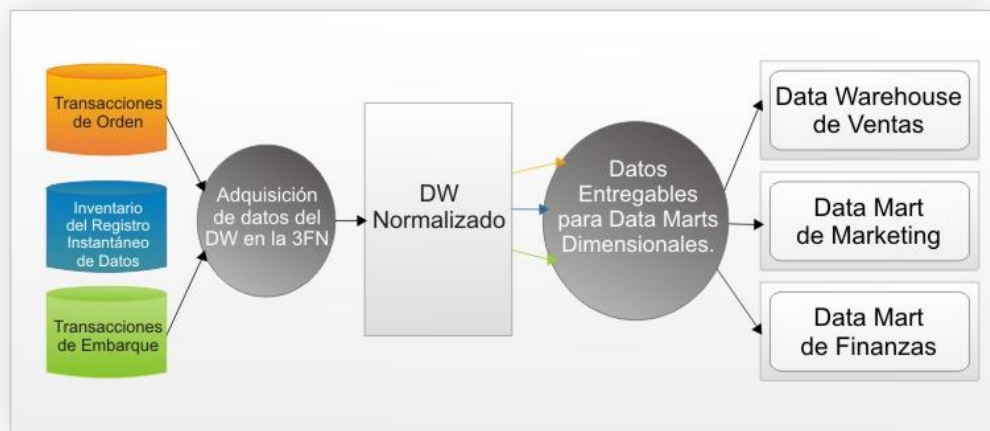 Transacciones
de Orden
Inventario
del Registro
Instantáneo
de Datos
Transacciones
de Embarque
Adquisición
de datos del
DW en la 3FN
DW
Normalizado
Datos
Entregables
para Data Marts
Dimensionales.
Data Warehouse
de Ventas
Data Mart
de Marketing
Data Mart
de Finanzas